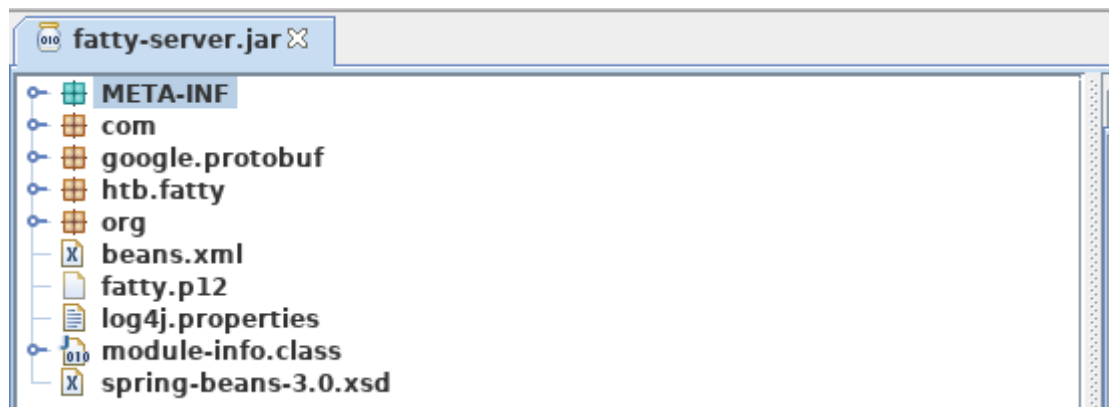 fatty-server.jar
META-INF
com
google.protobuf
htb.fatty
org
beans.xml
fatty.p12
log4j.properties
module-info.class
spring-beans-3.0.xsd